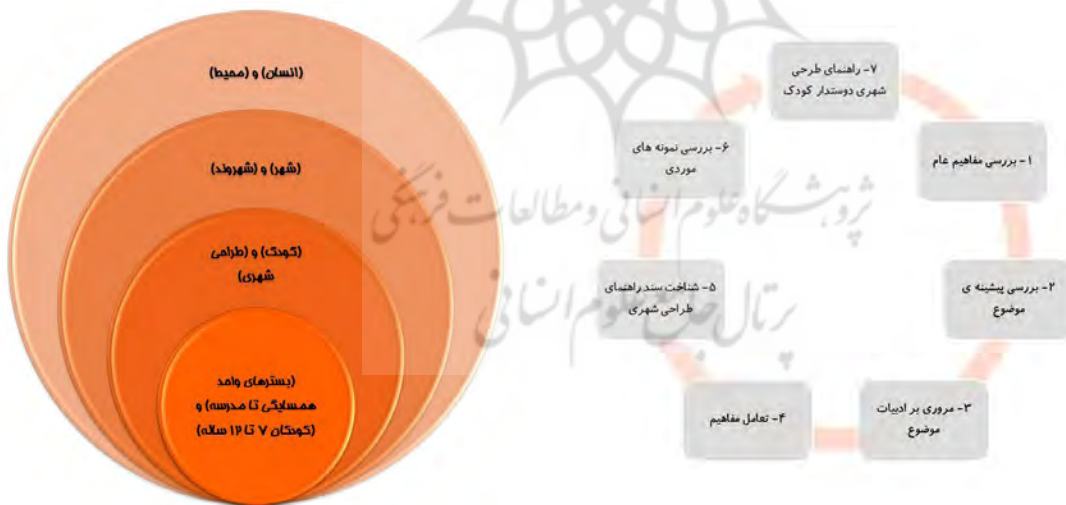 (انسان) و (محیط)
(شهر) و (شهروند)
(کودک) و (طراحی
شهری)
(بسترهای واحد
همسایگی تا مدرسه) و
(کودکان ۷ تا ۱۲ ساله)
۷- راهنمای طرحی
شهری دوستدار کودک
۱- بررسی مفاهیم عام
۲- بررسی پیشینه ی
موضوع
۳- مروری بر ادبیات
موضوع
۴- تعامل مفاهیم
۵- شناخت سند راهنمای
طراحی شهری
۶- بررسی نمونه های
موردی
پژوهشگاه علوم انسانی و مطالعات فرهنگی
پرتال جامع علوم انسانی